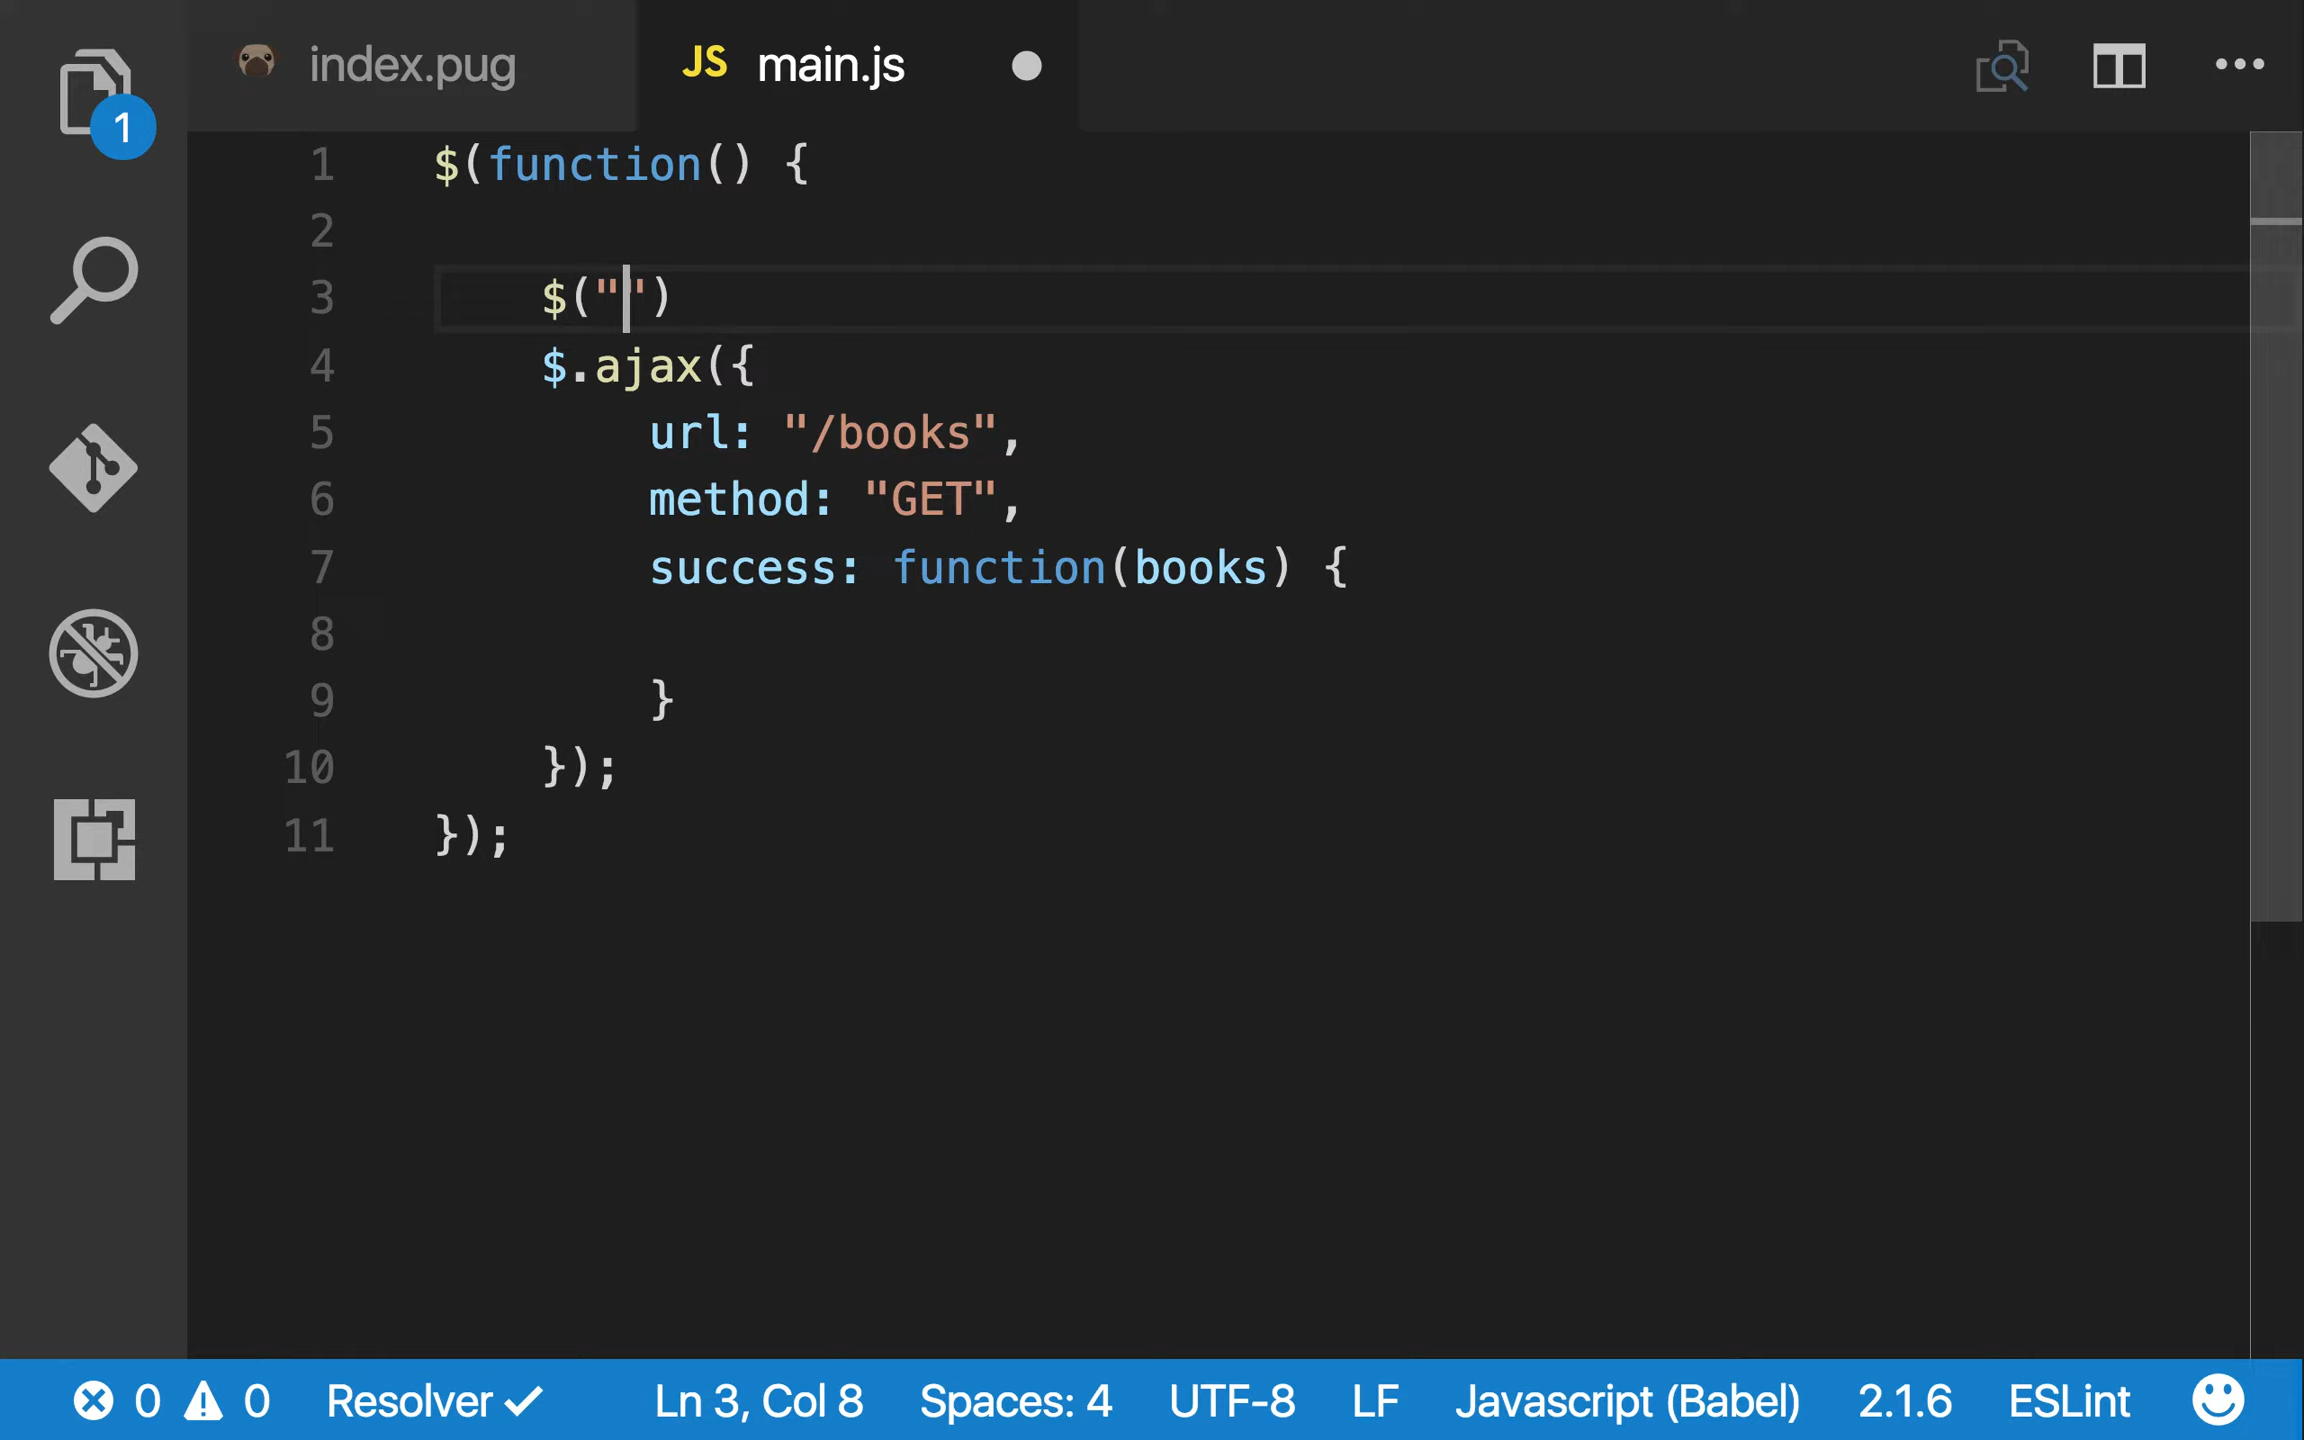 index.pug
JS main.js
1
1 $(function() {
2
3 $("")
4 $.ajax({
5 url: "/books",
6 method: "GET",
7 success: function(books) {
8
9 }
10 });
11 });
0 0 Resolver Ln 3, Col 8 Spaces: 4 UTF-8 LF Javascript (Babel) 2.1.6 ESLint